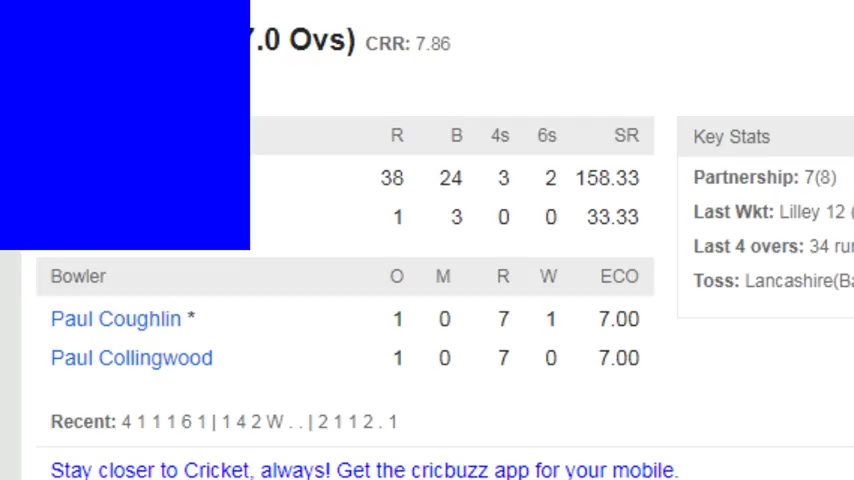 .0 Ovs) CRR: 7.86
R B 4s 6s SR
38 24 3 2 158.33
1 3 0 0 33.33
Key Stats
Partnership: 7(8)
Last Wkt: Lilley 12 (
Last 4 overs: 34 ru
Toss: Lancashire(Ba
Bowler O M R W ECO
Paul Coughlin * 1 0 7 1 7.00
Paul Collingwood 1 0 7 0 7.00
Recent: 4 1 1 1 6 1 | 1 4 2 W . . | 2 1 1 2 . 1
Stay closer to Cricket, always! Get the cricbuzz app for your mobile.